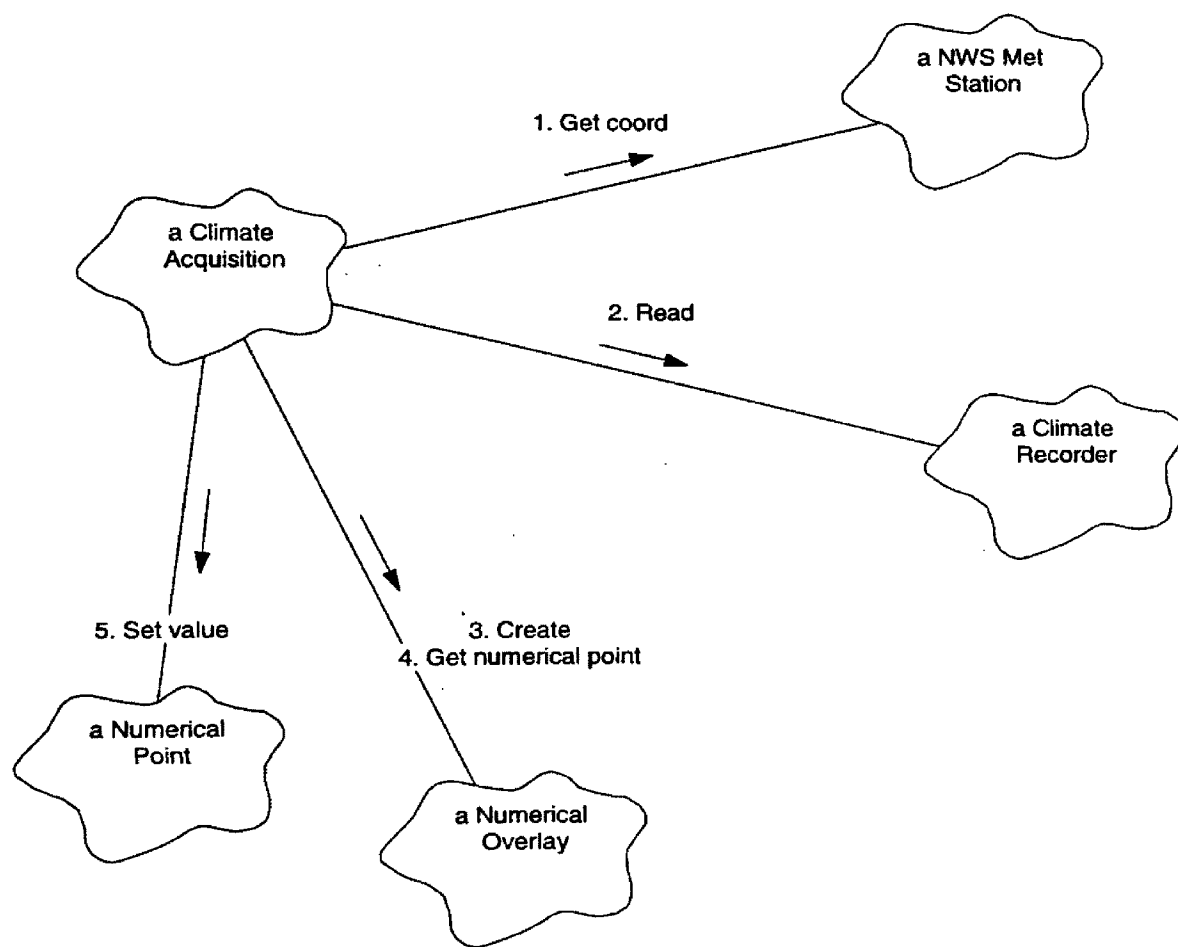 a NWS Met
Station
1. Get coord
a Climate
Acquisition
2. Read
a Climate
Recorder
5. Set value
3. Create
4. Get numerical point
a Numerical
Point
a Numerical
Overlay